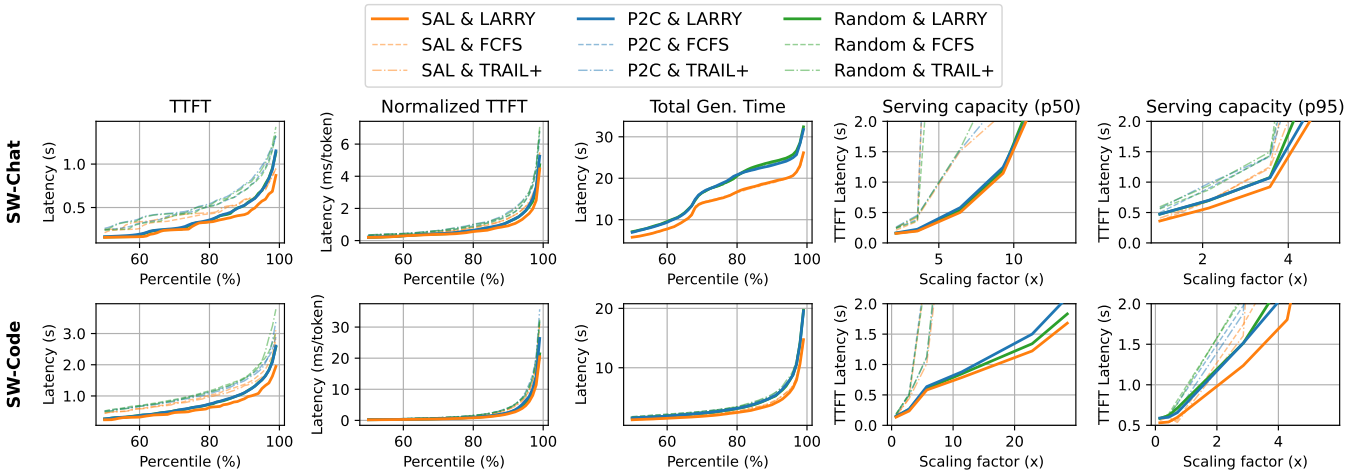 SAL & LARRY P2C & LARRY Random & LARRY
SAL & FCFS P2C & FCFS Random & FCFS
SAL & TRAIL+ P2C & TRAIL+ Random & TRAIL+
TTFT Normalized TTFT Total Gen. Time Serving capacity (p50) Serving capacity (p95)
SW-Chat
Latency (s)
1.0
0.5
60 80 100
Percentile (%)
Latency (ms/token)
6
4
2
0
60 80 100
Percentile (%)
Latency (s)
30
20
10
60 80 100
Percentile (%)
TTFT Latency (s)
2.0
1.5
1.0
0.5
0.0
5 10
Scaling factor (x)
TTFT Latency (s)
2.0
1.5
1.0
0.5
0.0
2 4
Scaling factor (x)
SW-Code
Latency (s)
3.0
2.0
1.0
60 80 100
Percentile (%)
Latency (ms/token)
30
20
10
0
60 80 100
Percentile (%)
Latency (s)
20
10
60 80 100
Percentile (%)
TTFT Latency (s)
2.0
1.5
1.0
0.5
0.0
0 10 20
Scaling factor (x)
TTFT Latency (s)
2.0
1.5
1.0
0.5
0 2 4
Scaling factor (x)